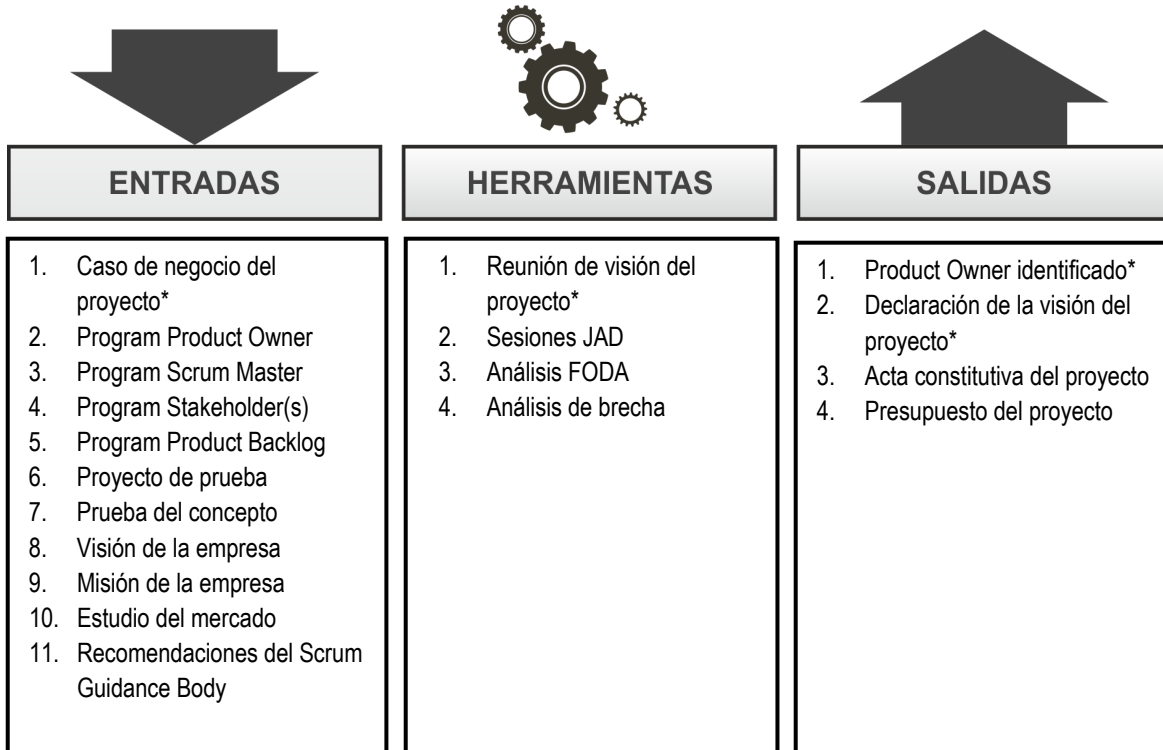 ENTRADAS
1. Caso de negocio del
proyecto*
2. Program Product Owner
3. Program Scrum Master
4. Program Stakeholder(s)
5. Program Product Backlog
6. Proyecto de prueba
7. Prueba del concepto
8. Visión de la empresa
9. Misión de la empresa
10. Estudio del mercado
11. Recomendaciones del Scrum
Guidance Body
HERRAMIENTAS
1. Reunión de visión del
proyecto*
2. Sesiones JAD
3. Análisis FODA
4. Análisis de brecha
SALIDAS
1. Product Owner identificado*
2. Declaración de la visión del
proyecto*
3. Acta constitutiva del proyecto
4. Presupuesto del proyecto